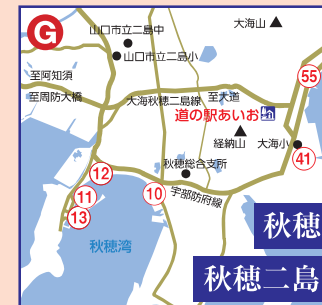 G
大海山
山口市立二島中
山口市立二島小
55
至阿知須
至周防大橋
大海秋穂二島線
至大道
道の駅あいお
経納山
大海小
41
秋穂総合支所
12
10
宇部防府線
11
13
秋穂
秋穂湾
秋穂二島